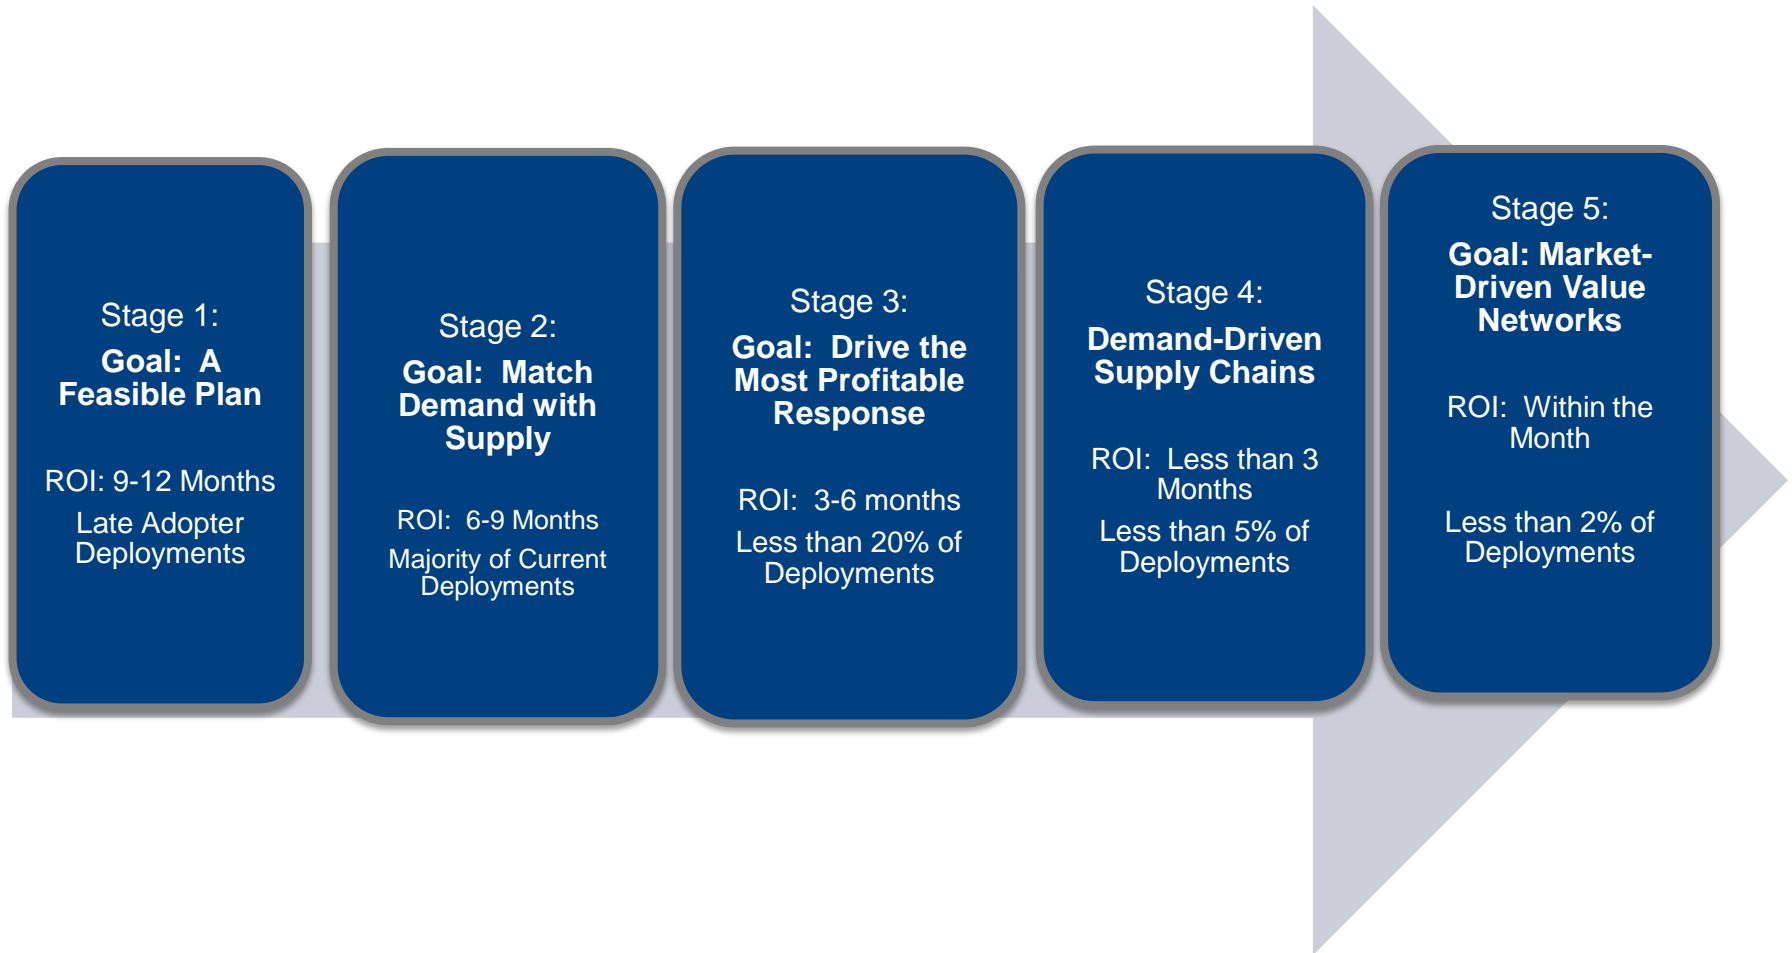 Stage 1:
Goal:  A
Feasible Plan
ROI: 9-12 Months
Late Adopter
Deployments
Stage 2:
Goal:  Match
Demand with
Supply
ROI:  6-9 Months
Majority of Current
Deployments
Stage 3:
Goal:  Drive the
Most Profitable
Response
ROI:  3-6 months
Less than 20% of
Deployments
Stage 4:
Demand-Driven
Supply Chains
ROI:  Less than 3
Months
Less than 5% of
Deployments
Stage 5:
Goal: Market-
Driven Value
Networks
ROI:  Within the
Month
Less than 2% of
Deployments